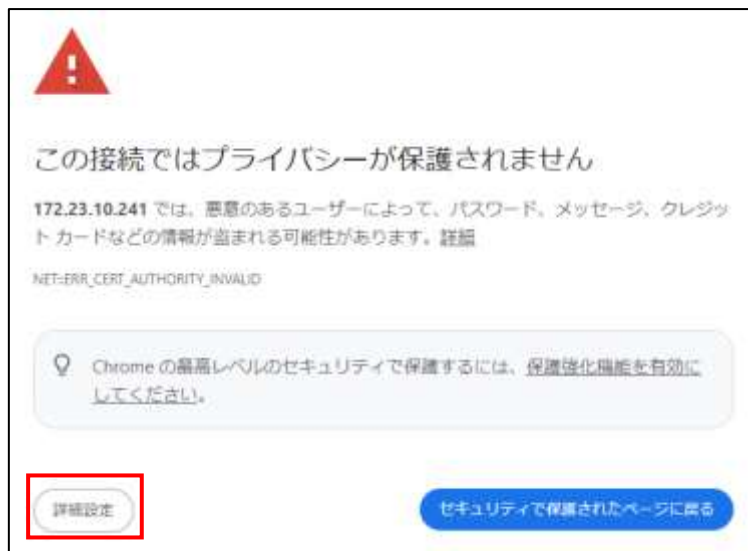 この接続ではプライバシーが保護されません
172.23.10.241 では、悪意のあるユーザーによって、パスワード、メッセージ、クレジッ
ト カードなどの情報が盗まれる可能性があります。詳細
NET::ERR_CERT_AUTHORITY_INVALID
Chrome の最高レベルのセキュリティで保護するには、保護強化機能を有効に
してください。
詳細設定
セキュリティで保護されたページに戻る